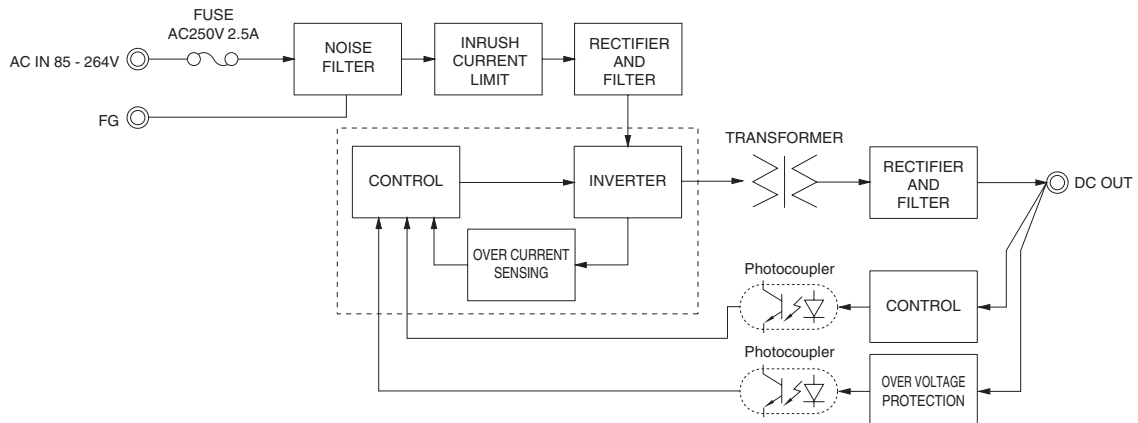 FUSE
AC250V 2.5A
AC IN 85 - 264V
NOISE
FILTER
INRUSH
CURRENT
LIMIT
RECTIFIER
AND
FILTER
FG
TRANSFORMER
CONTROL
INVERTER
RECTIFIER
AND
FILTER
DC OUT
OVER CURRENT
SENSING
Photocoupler
CONTROL
Photocoupler
OVER VOLTAGE
PROTECTION